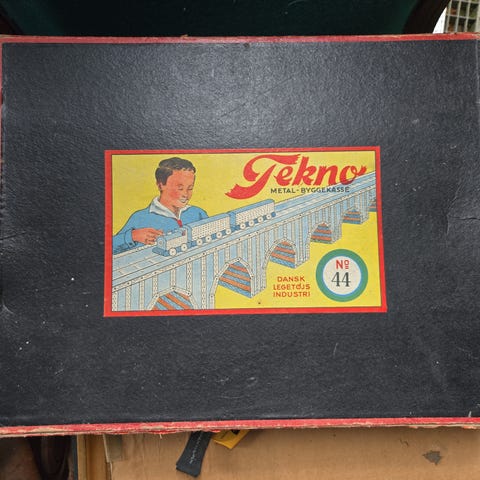 Tekno
METAL-BYGGEKASSE
DANSK
LEGETØJS
INDUSTRI
Nº
44